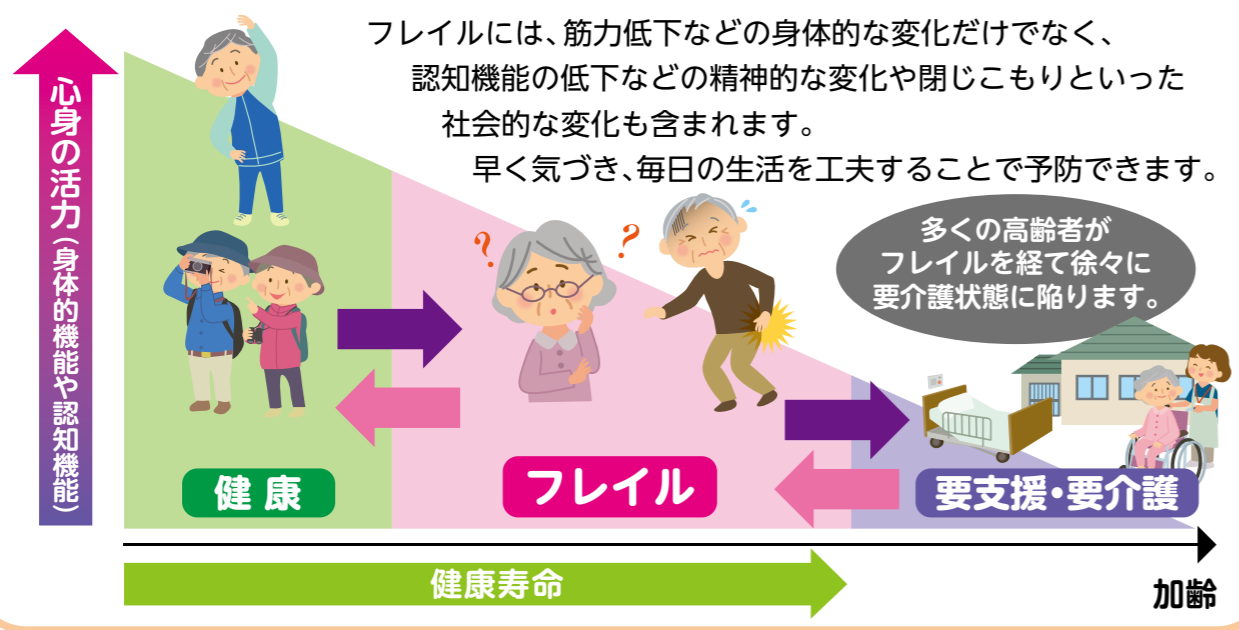 フレイルには、筋力低下などの身体的な変化だけでなく、
認知機能の低下などの精神的な変化や閉じこもりといった
社会的な変化も含まれます。
早く気づき、毎日の生活を工夫することで予防できます。
心身の活力(身体的機能や認知機能)
?
?
多くの高齢者が
フレイルを経て徐々に
要介護状態に陥ります。
健康
フレイル
要支援・要介護
健康寿命
加齢